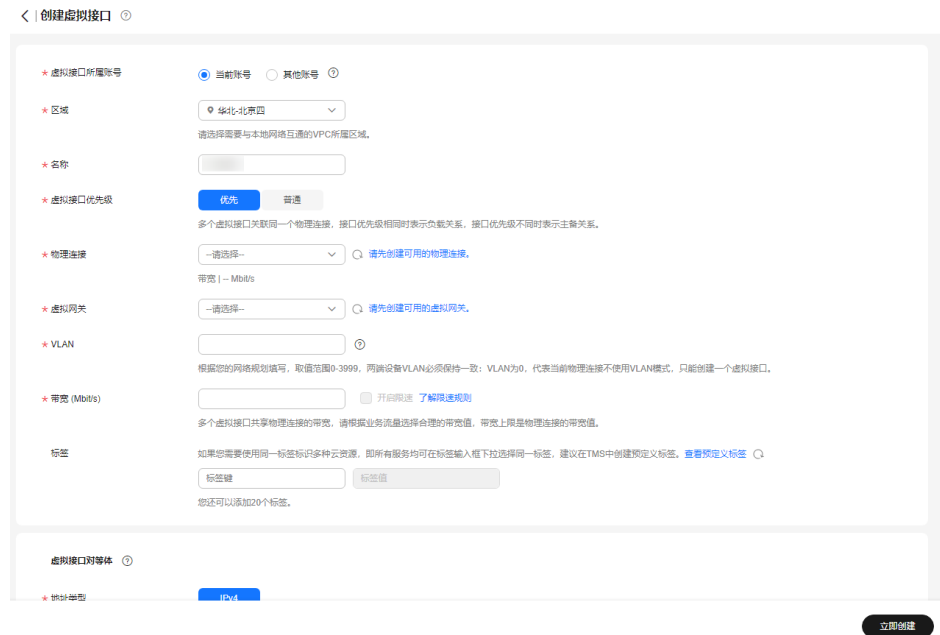 创建虚拟接口
虚拟接口所属账号 当前账号 其他账号
* 区域 华北-北京四
请选择需要与本地网络互通的VPC所属区域。
* 名称
* 虚拟接口优先级 优先 普通
多个虚拟接口关联同一个物理连接，接口优先级相同时表示负载关系，接口优先级不同时表示主备关系。
* 物理连接 --请选择-- 请先创建可用的物理连接。
带宽 | -- Mbit/s
* 虚拟网关 --请选择-- 请先创建可用的虚拟网关。
* VLAN
根据您的网络规划填写，取值范围0-3999，两端设备VLAN必须保持一致；VLAN为0，代表当前物理连接不使用VLAN模式，只能创建一个虚拟接口。
* 带宽 (Mbit/s) 开启限速 了解限速规则
多个虚拟接口共享物理连接的带宽，请根据业务流量选择合理的带宽值，带宽上限是物理连接的带宽值。
标签 如果您需要使用同一标签标识多种云资源，即所有服务均可在标签输入框下拉选择同一标签，建议在TMS中创建预定义标签。查看预定义标签
标签键 标签值
您还可以添加20个标签。
虚拟接口对等体
* 地址类型 IPv4
立即创建